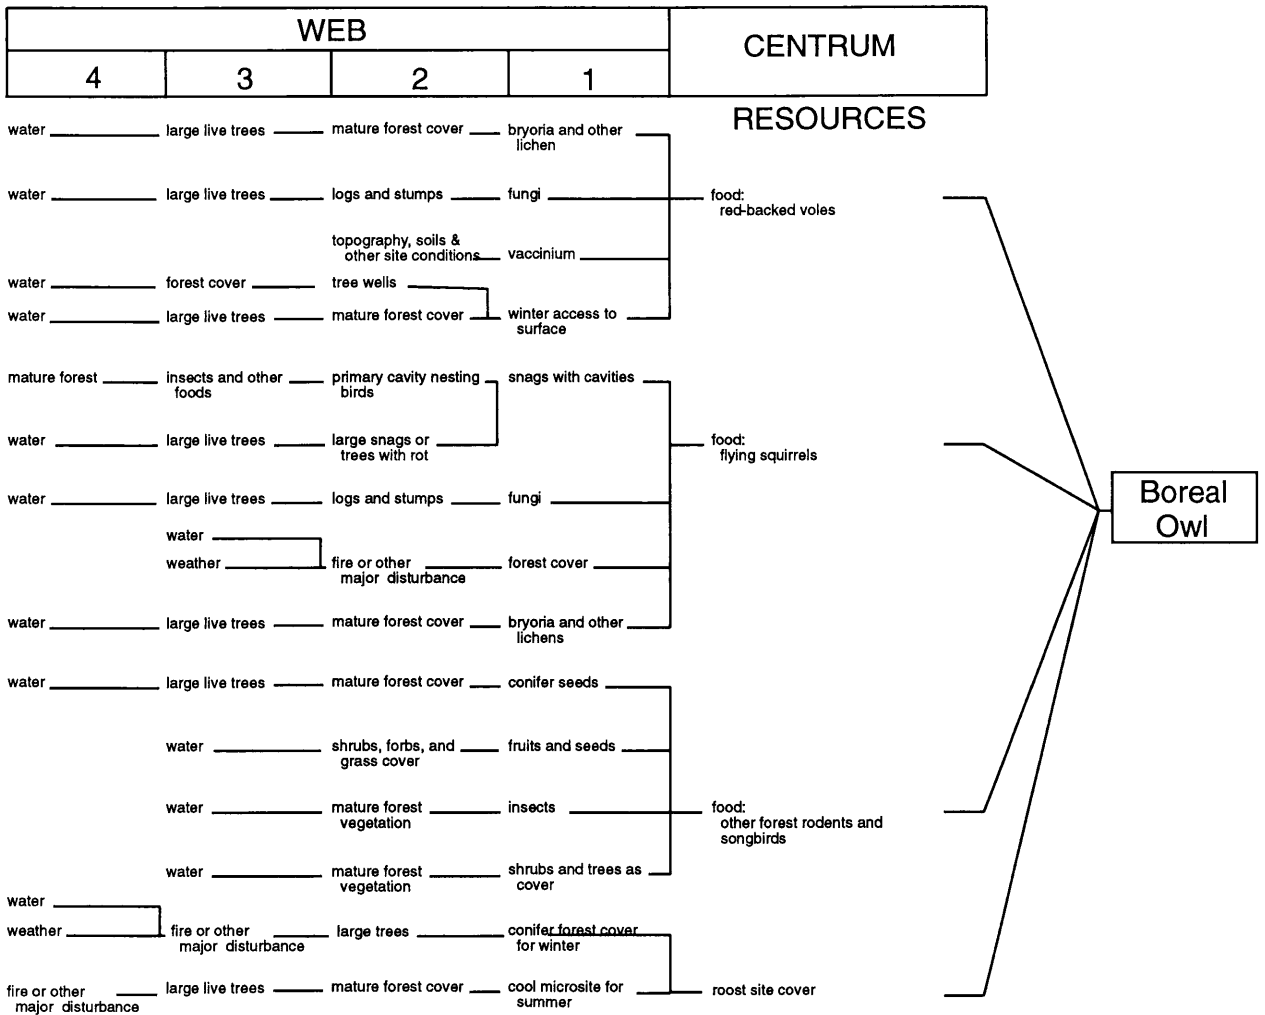 WEB
CENTRUM
4 3 2 1
RESOURCES
water large live trees mature forest cover bryoria and other
lichen
water large live trees logs and stumps fungi food:
red-backed voles
topography, soils &
other site conditions vaccinium
water forest cover tree wells
water large live trees mature forest cover winter access to
surface
mature forest insects and other primary cavity nesting snags with cavities
foods birds
water large live trees large snags or food:
trees with rot flying squirrels
Boreal
Owl
water large live trees logs and stumps fungi
water
weather fire or other forest cover
major disturbance
water large live trees mature forest cover bryoria and other
lichens
water large live trees mature forest cover conifer seeds
water shrubs, forbs, and fruits and seeds
grass cover
water mature forest insects food:
vegetation other forest rodents and
songbirds
water mature forest shrubs and trees as
vegetation cover
water
weather fire or other large trees conifer forest cover
major disturbance for winter
fire or other large live trees mature forest cover cool microsite for roost site cover
major disturbance summer